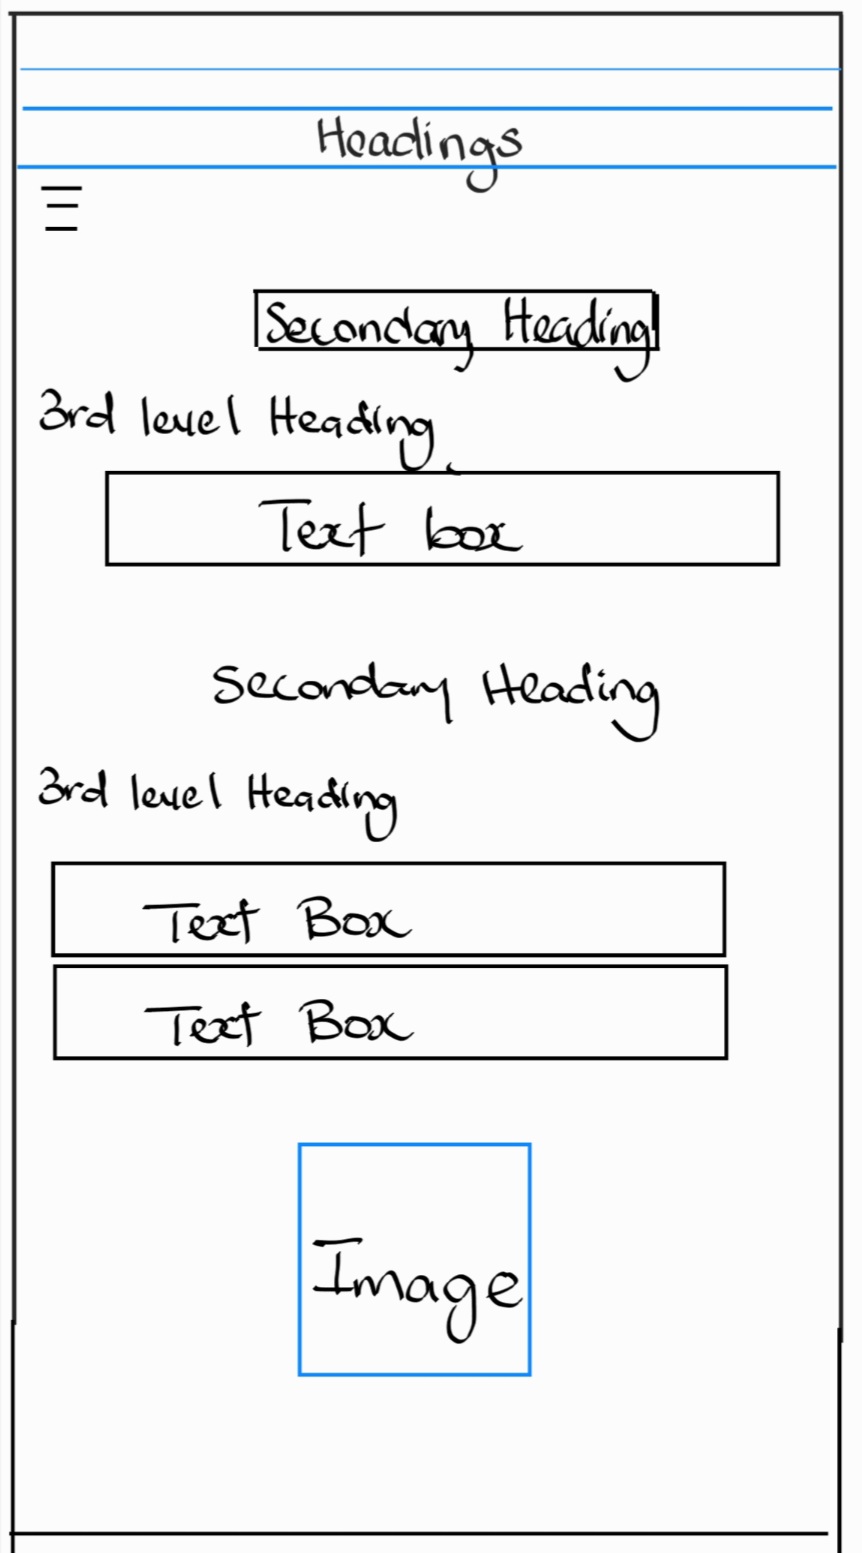 Headings
Secondary Heading
3rd level Heading
Text box
Secondary Heading
3rd level Heading
Text Box
Text Box
Image